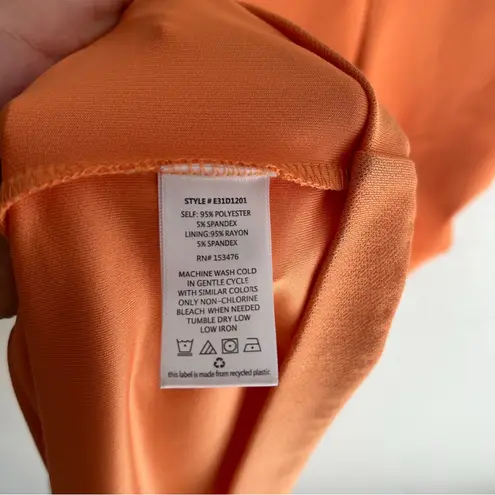 STYLE # E31D1201
SELF: 95% POLYESTER
5% SPANDEX
LINING:95% RAYON
5% SPANDEX
RN# 153476
MACHINE WASH COLD
IN GENTLE CYCLE
WITH SIMILAR COLORS
ONLY NON-CHLORINE
BLEACH WHEN NEEDED
TUMBLE DRY LOW
LOW IRON
this label is made from recycled plastic